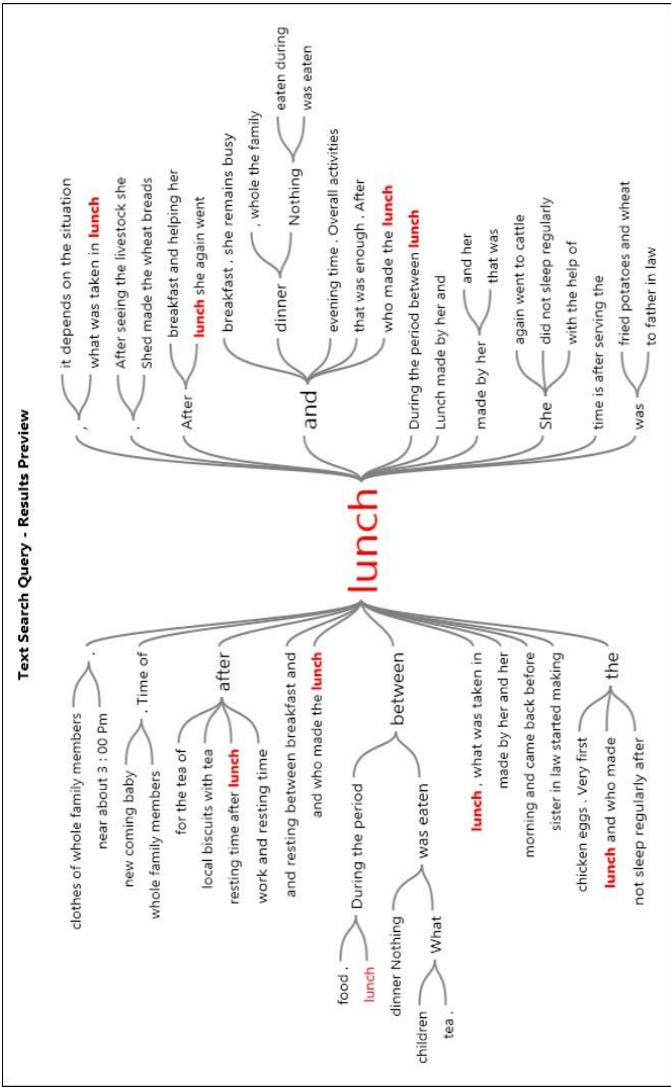 Text Search Query - Results Preview
clothes of whole family members
near about 3 : 00 Pm
.
new coming baby
whole family members
. Time of
for the tea of
local biscuits with tea
resting time after lunch
work and resting time
after
and resting between breakfast and
and who made the lunch
food .
lunch
During the period
dinner Nothing
children
tea .
What
was eaten
between
lunch , what was taken in
made by her and her
morning and came back before
sister in law started making
chicken eggs . Very first
lunch and who made
not sleep regularly after
the
lunch
,
it depends on the situation
what was taken in lunch
.
After seeing the livestock she
Shed made the wheat breads
After
breakfast and helping her
lunch she again went
and
breakfast , she remains busy
dinner
, whole the family
Nothing
eaten during
was eaten
evening time . Overall activities
that was enough . After
who made the lunch
During the period between lunch
Lunch made by her and
made by her
and her
that was
She
again went to cattle
did not sleep regularly
with the help of
time is after serving the
was
fried potatoes and wheat
to father in law